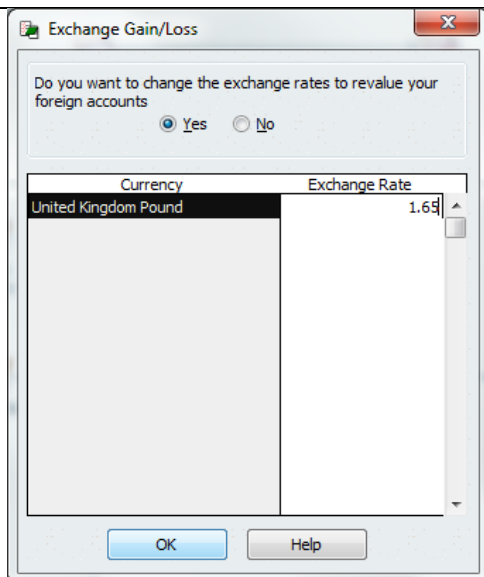 Exchange Gain/Loss
Do you want to change the exchange rates to revalue your
foreign accounts
Yes No
Currency Exchange Rate
United Kingdom Pound 1.65
OK Help